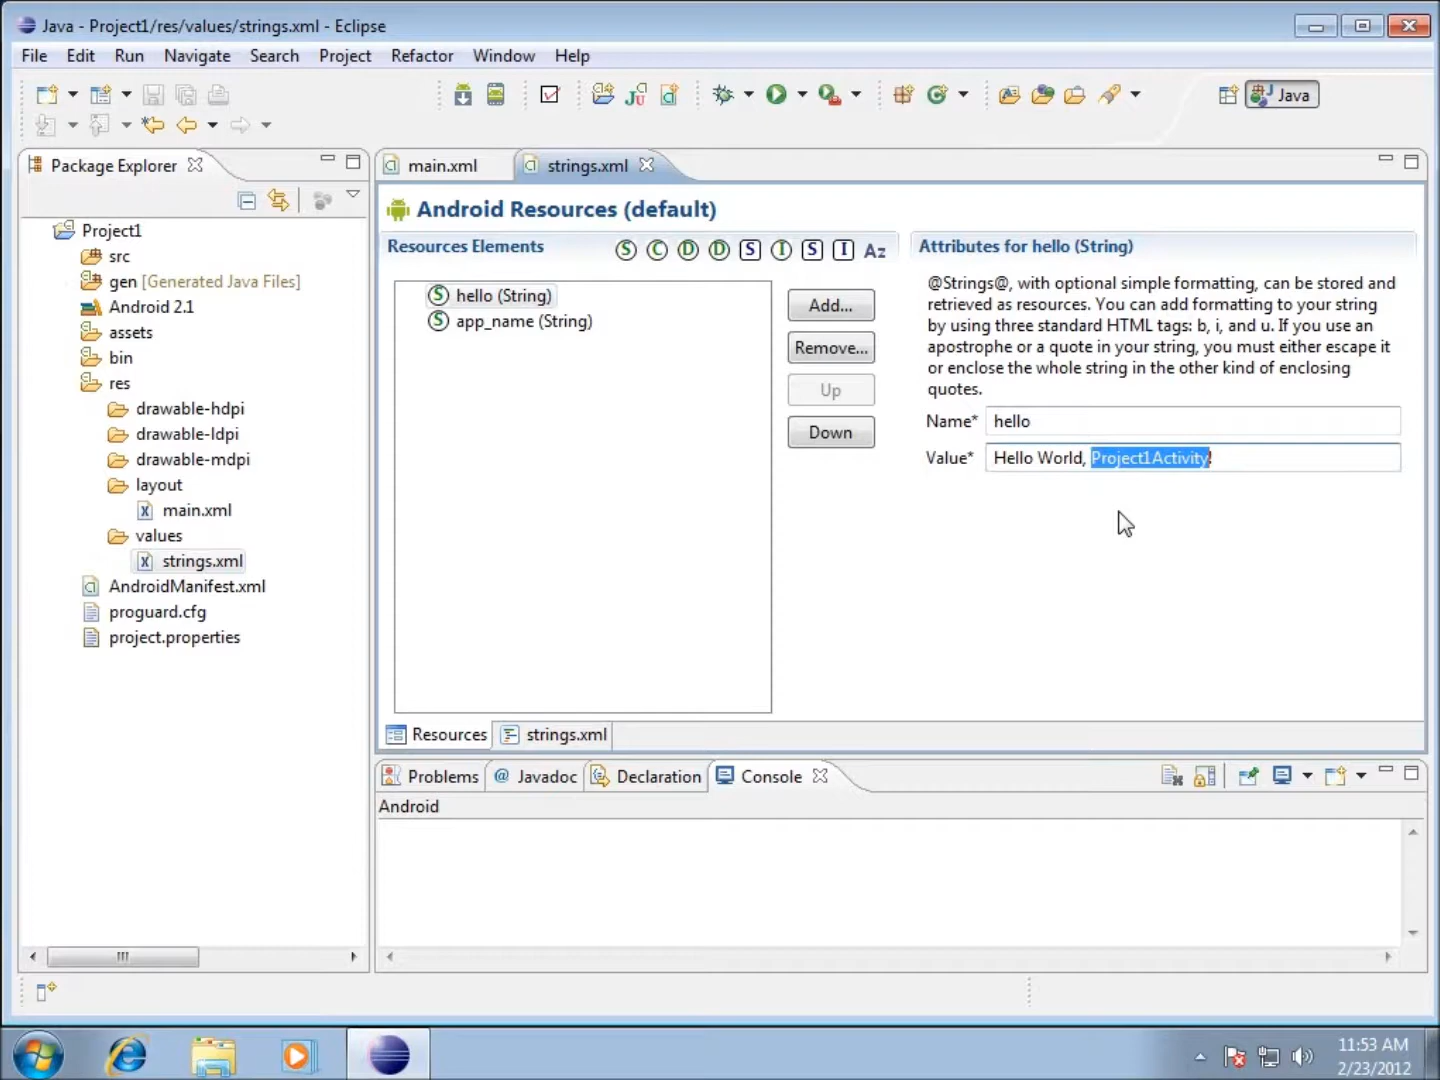 Java - Project1/res/values/strings.xml - Eclipse
File Edit Run Navigate Search Project Refactor Window Help
Java
Package Explorer
main.xml
strings.xml
Project1
src
gen [Generated Java Files]
Android 2.1
assets
bin
res
drawable-hdpi
drawable-ldpi
drawable-mdpi
layout
main.xml
values
strings.xml
AndroidManifest.xml
proguard.cfg
project.properties
Android Resources (default)
Resources Elements
S C D D S I S I Az
S hello (String)
S app_name (String)
Add...
Remove...
Up
Down
Attributes for hello (String)
@Strings@, with optional simple formatting, can be stored and
retrieved as resources. You can add formatting to your string
by using three standard HTML tags: b, i, and u. If you use an
apostrophe or a quote in your string, you must either escape it
or enclose the whole string in the other kind of enclosing
quotes.
Name* hello
Value* Hello World, Project1Activity!
Resources strings.xml
Problems @ Javadoc Declaration Console
Android
11:53 AM
2/23/2012